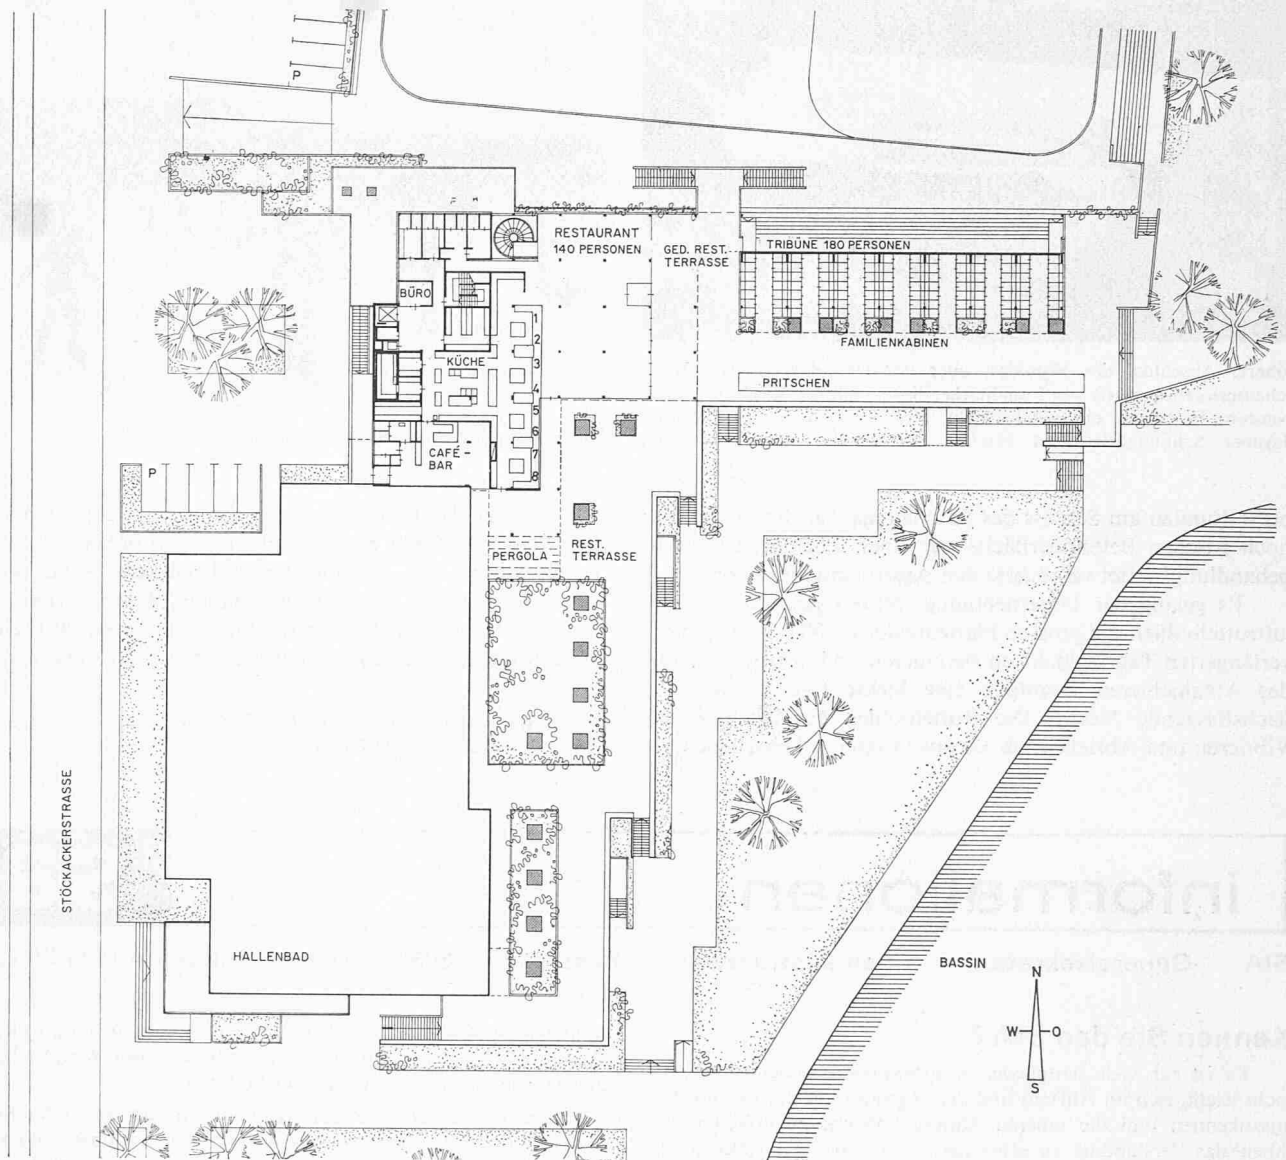 P
RESTAURANT
140 PERSONEN
GED. REST.
TERRASSE
TRIBÜNE 180 PERSONEN
BÜRO
1
2
3
4
5
6
7
8
KÜCHE
FAMILIENKABINEN
PRITSCHEN
CAFÉ-
BAR
P
PERGOLA
REST.
TERRASSE
STÖCKACKERSTRASSE
HALLENBAD
BASSIN
N
W
O
S